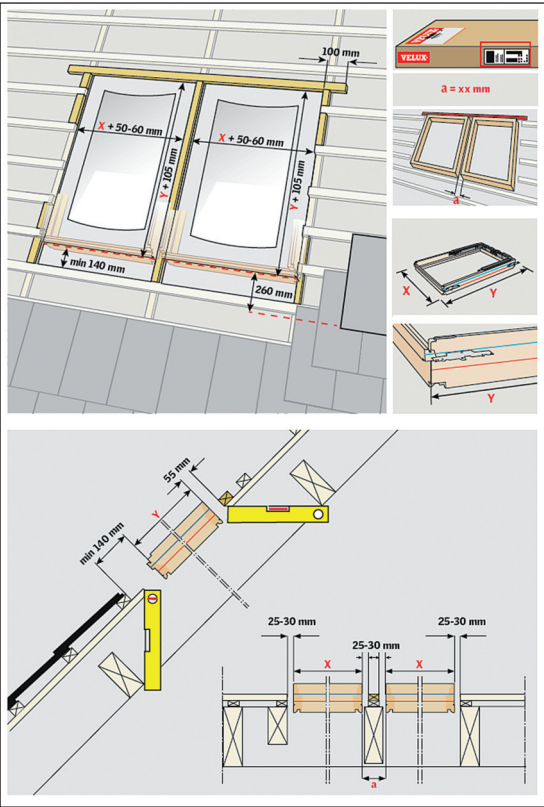 100 mm
X + 50-60 mm
X + 50-60 mm
Y + 105 mm
Y + 105 mm
min 140 mm
260 mm
VELUX
a = xx mm
a
X
Y
Y
55 mm
Y
min 140 mm
25-30 mm
25-30 mm
25-30 mm
X
X
a